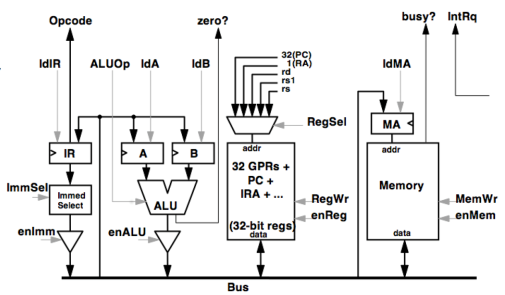 Opcode
zero?
busy?
IntRq
ldIR
ALUOp
ldA
ldB
32(PC)
1(RA)
rd
rs1
rs
ldMA
RegSel
MA
addr
addr
IR
A
B
32 GPRs +
PC +
IRA + ...
(32-bit regs)
data
Memory
data
ImmSel
Immed
Select
ALU
RegWr
enReg
MemWr
enMem
enImm
enALU
Bus